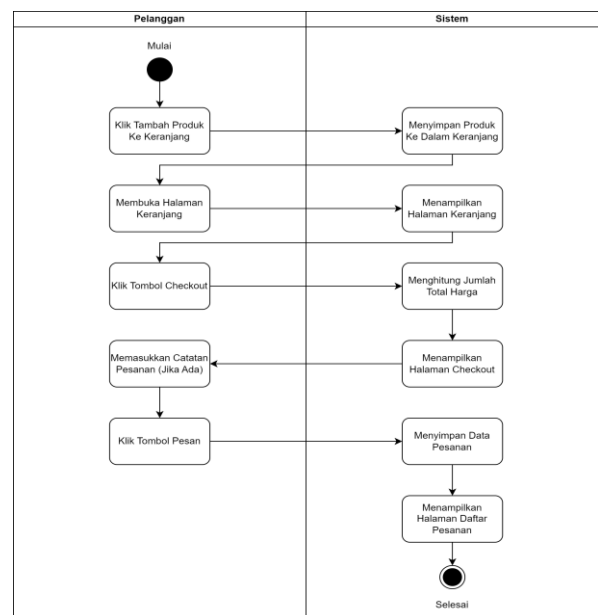 Pelanggan
Sistem
Mulai
Klik Tambah Produk
Ke Keranjang
Menyimpan Produk
Ke Dalam Keranjang
Membuka Halaman
Keranjang
Menampilkan
Halaman Keranjang
Klik Tombol Checkout
Menghitung Jumlah
Total Harga
Memasukkan Catatan
Pesanan (Jika Ada)
Menampilkan
Halaman Checkout
Klik Tombol Pesan
Menyimpan Data
Pesanan
Menampilkan
Halaman Daftar
Pesanan
Selesai